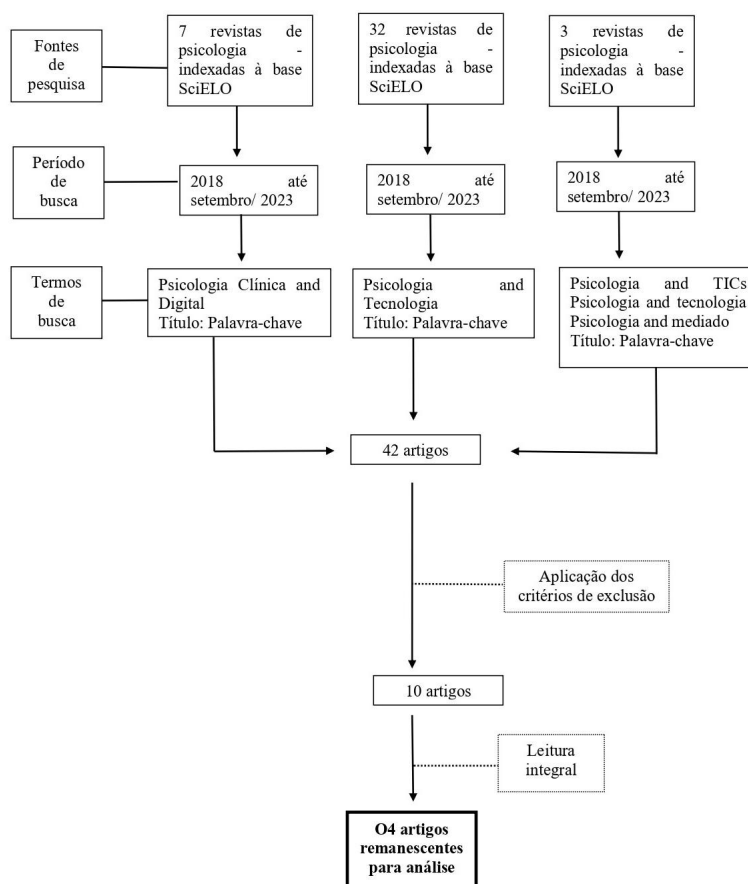 Fontes
de
pesquisa
7 revistas de
psicologia -
indexadas à base
SciELO
32 revistas de
psicologia -
indexadas à base
SciELO
3 revistas de
psicologia -
indexadas à base
SciELO
Período
de
busca
2018 até
setembro/ 2023
2018 até
setembro/ 2023
2018 até
setembro/ 2023
Termos
de
busca
Psicologia Clínica and
Digital
Título: Palavra-chave
Psicologia and
Tecnologia
Título: Palavra-chave)
Psicologia and TICs
Psicologia and tecnologia
Psicologia and mediado
Título: Palavra-chave)
42 artigos
Aplicação dos
critérios de exclusão
10 artigos
Leitura
integral
O4 artigos
remanescentes
para análise